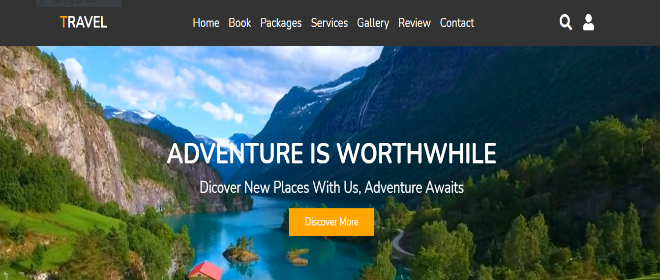 TRAVEL
Home Book Packages Services Gallery Review Contact
ADVENTURE IS WORTHWHILE
Dicover New Places With Us, Adventure Awaits
Discover More